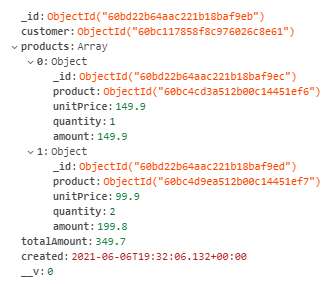 _id: ObjectId("60bd22b64aac221b18baf9eb")
customer: ObjectId("60bc117858f8c976026c8e61")
products: Array
0: Object
_id: ObjectId("60bd22b64aac221b18baf9ec")
product: ObjectId("60bc4cd3a512b00c14451ef6")
unitPrice: 149.9
quantity: 1
amount: 149.9
1: Object
_id: ObjectId("60bd22b64aac221b18baf9ed")
product: ObjectId("60bc4d9ea512b00c14451ef7")
unitPrice: 99.9
quantity: 2
amount: 199.8
totalAmount: 349.7
created: 2021-06-06T19:32:06.132+00:00
__v: 0